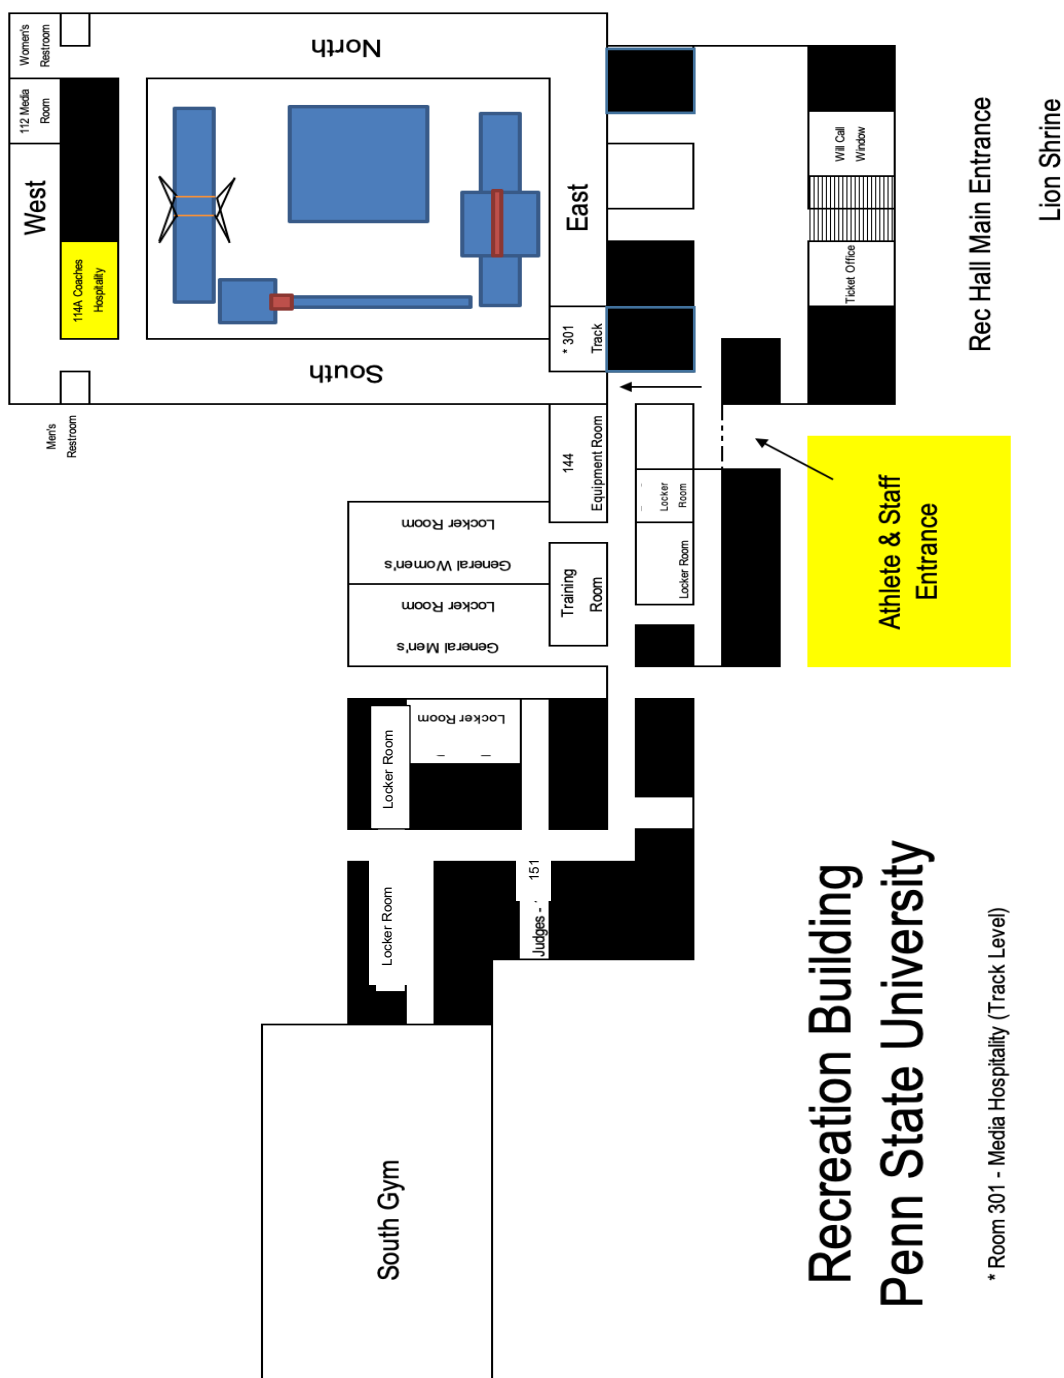 Women's
Restroom
112 Media
Room
West
114A Coaches
Hospitality
Men's
Restroom
North
South
East
* 301
Track
Will Call
Window
Ticket Office
Rec Hall Main Entrance
Lion Shrine
144
Equipment Room
Locker
Room
Locker Room
Training
Room
Locker Room
General Women's
Locker Room
General Men's
Athlete & Staff
Entrance
Locker Room
Locker Room
Locker Room
151
Judges -
South Gym
Recreation Building
Penn State University
* Room 301 - Media Hospitality (Track Level)